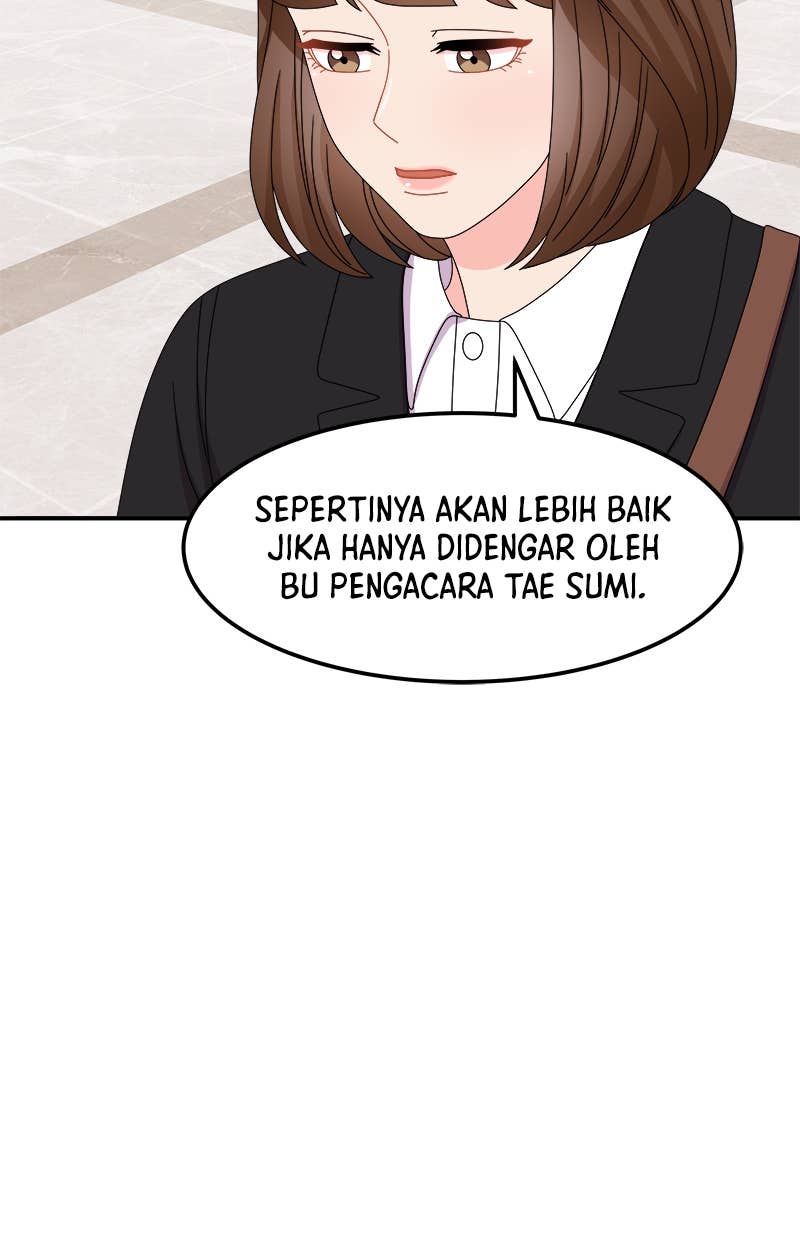 SEPERTINYA AKAN LEBIH BAIK
JIKA HANYA DIDENGAR OLEH
BU PENGACARA TAE SUMI.